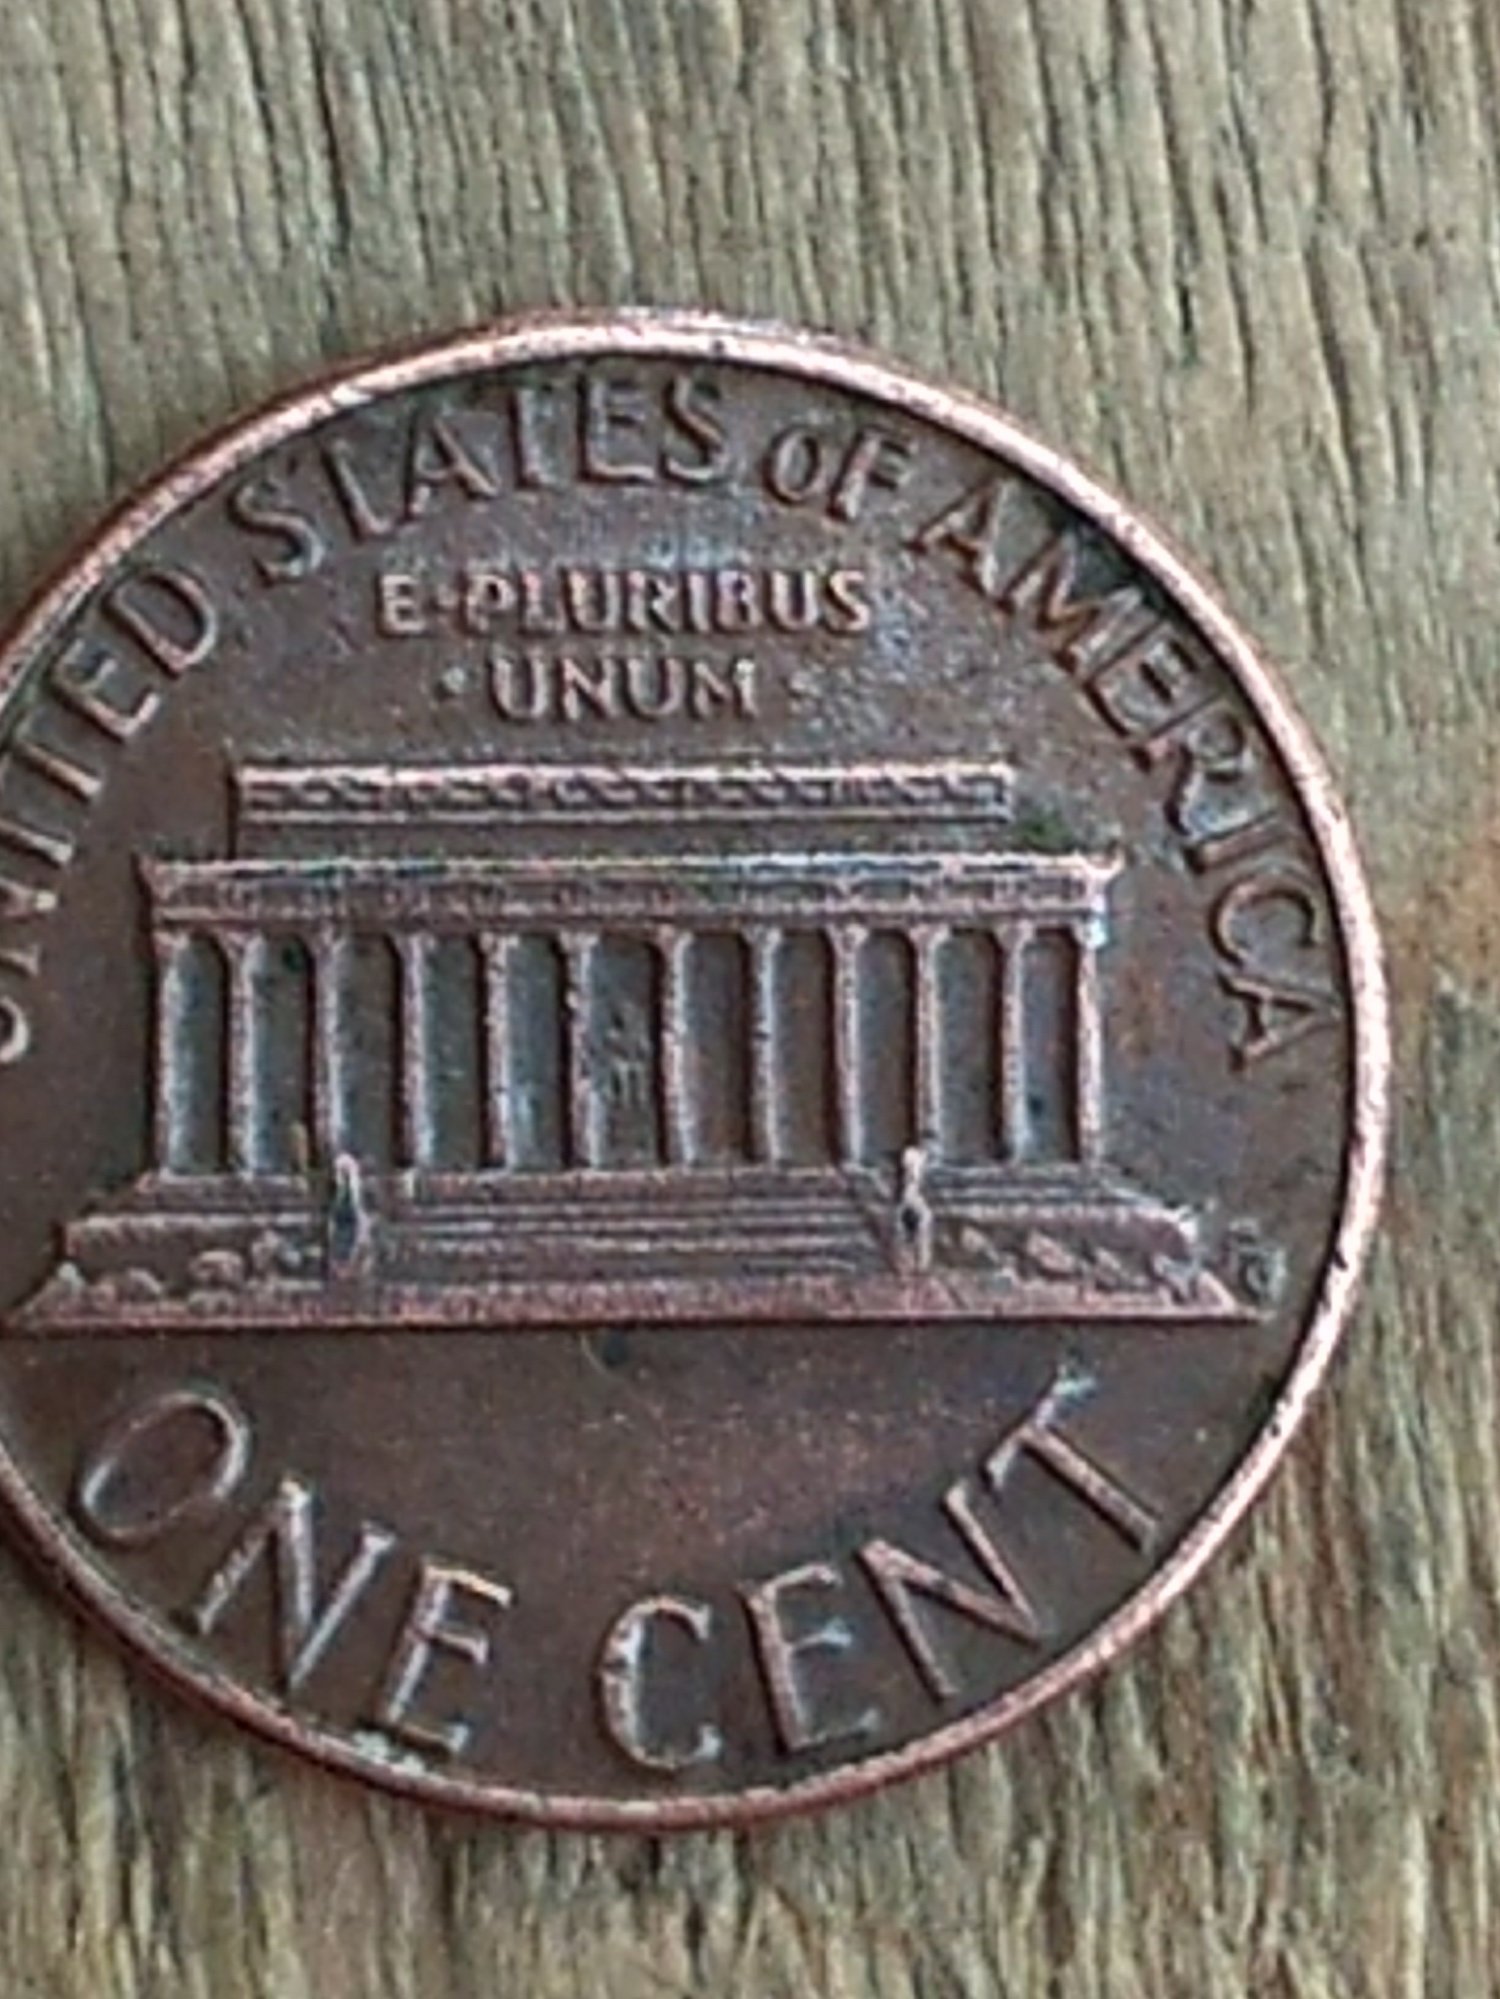 UNITED STATES OF AMERICA
E·PLURIBUS
· UNUM ·
ONE CENT